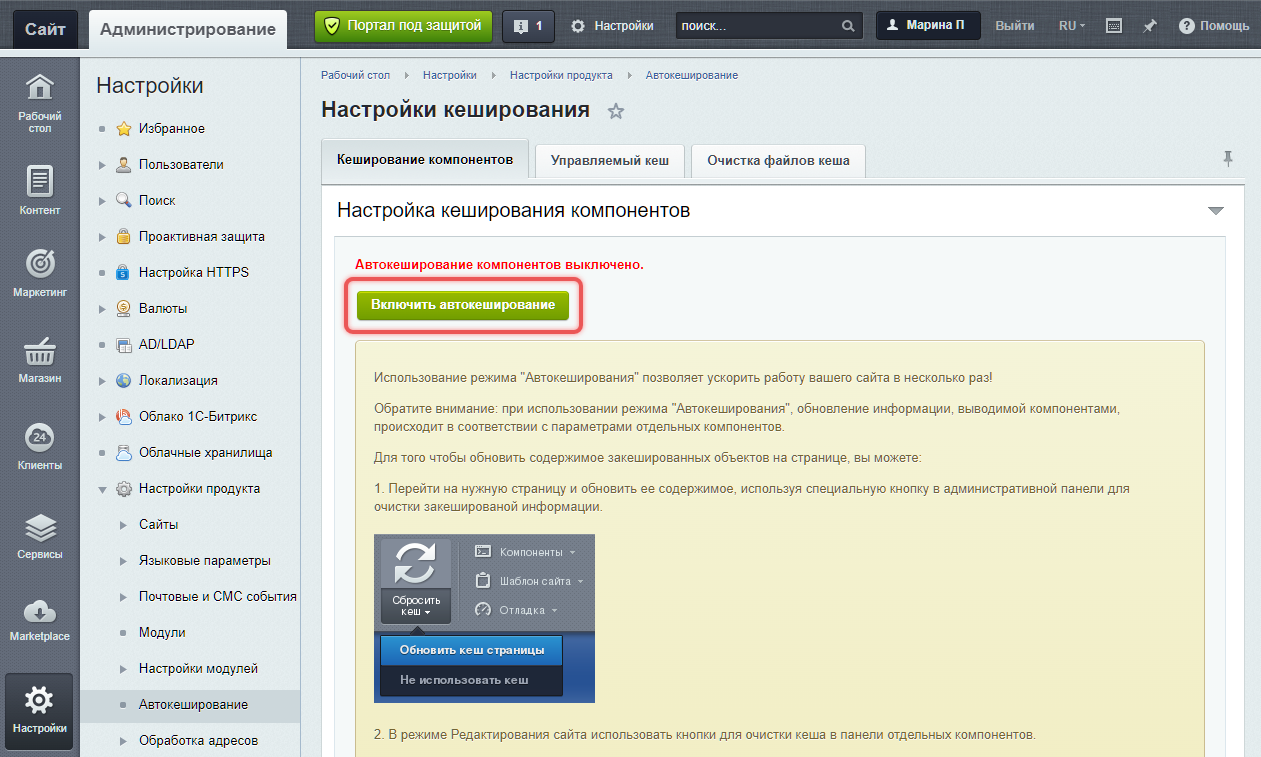 Сайт
Администрирование
Портал под защитой
1
Настройки
поиск...
Марина П
Выйти
RU
Помощь
Рабочий стол
Контент
Маркетинг
Магазин
24
Клиенты
Сервисы
Marketplace
Настройки
Настройки
Избранное
Пользователи
Поиск
Проактивная защита
Настройка HTTPS
Валюты
AD/LDAP
Локализация
Облако 1С-Битрикс
Облачные хранилища
Настройки продукта
Сайты
Языковые параметры
Почтовые и СМС события
Модули
Настройки модулей
Автокеширование
Обработка адресов
Рабочий стол Настройки Настройки продукта Автокеширование
Настройки кеширования
Кеширование компонентов
Управляемый кеш
Очистка файлов кеша
Настройка кеширования компонентов
Автокеширование компонентов выключено.
Включить автокеширование
Использование режима "Автокеширования" позволяет ускорить работу вашего сайта в несколько раз!
Обратите внимание: при использовании режима "Автокеширования", обновление информации, выводимой компонентами,
происходит в соответствии с параметрами отдельных компонентов.
Для того чтобы обновить содержимое закешированных объектов на странице, вы можете:
1. Перейти на нужную страницу и обновить ее содержимое, используя специальную кнопку в административной панели для
очистки закешированой информации.
Сбросить
кеш
Компоненты
Шаблон сайта
Отладка
Обновить кеш страницы
Не использовать кеш
2. В режиме Редактирования сайта использовать кнопки для очистки кеша в панели отдельных компонентов.